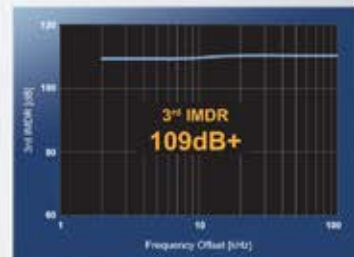 120
100
80
60
3rd IMDR [dB]
3rd IMDR
109dB+
1
10
100
Frequency Offset [kHz]